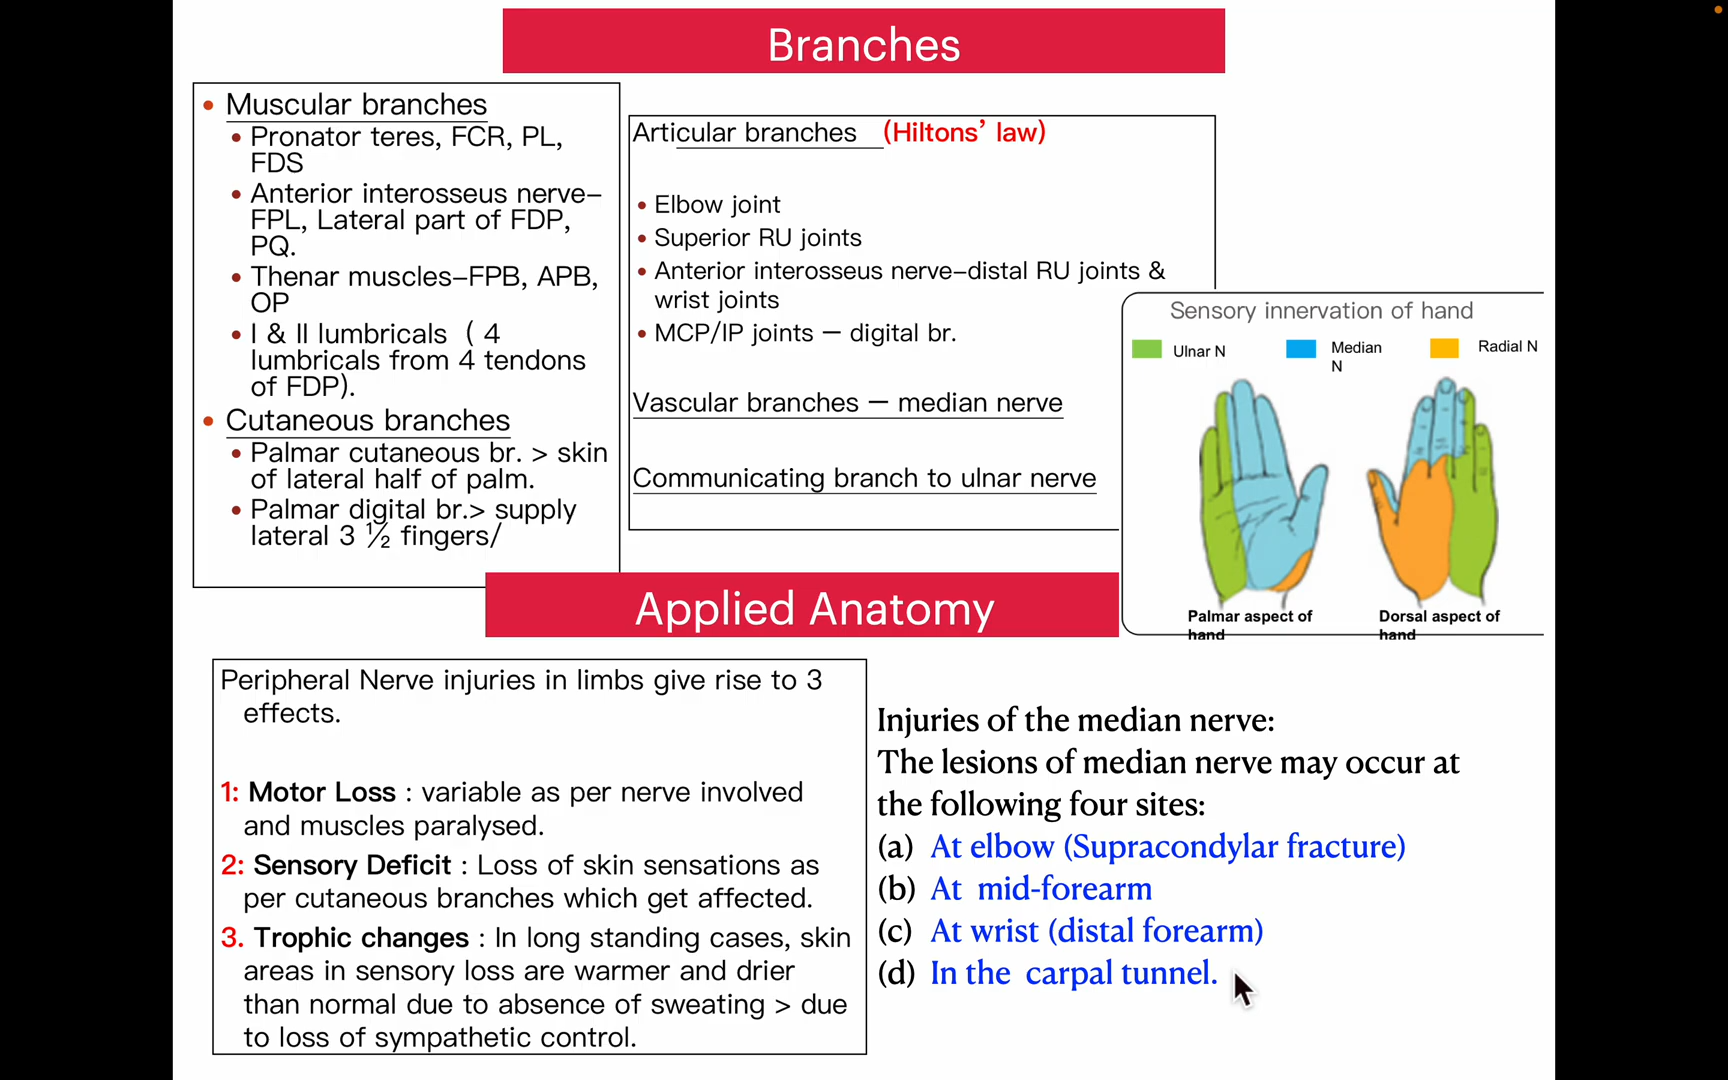 Branches
• Muscular branches
• Pronator teres, FCR, PL,
FDS
• Anterior interosseus nerve–
FPL, Lateral part of FDP,
PQ.
• Thenar muscles–FPB, APB,
OP
• I & II lumbricals ( 4
lumbricals from 4 tendons
of FDP).
• Cutaneous branches
• Palmar cutaneous br. > skin
of lateral half of palm.
• Palmar digital br.> supply
lateral 3 ½ fingers/
Articular branches (Hiltons’ law)
• Elbow joint
• Superior RU joints
• Anterior interosseus nerve–distal RU joints &
wrist joints
• MCP/IP joints – digital br.
Vascular branches – median nerve
Communicating branch to ulnar nerve
Sensory innervation of hand
Ulnar N
Median
N
Radial N
Palmar aspect of
hand
Dorsal aspect of
hand
Applied Anatomy
Peripheral Nerve injuries in limbs give rise to 3
effects.
1: Motor Loss : variable as per nerve involved
and muscles paralysed.
2: Sensory Deficit : Loss of skin sensations as
per cutaneous branches which get affected.
3. Trophic changes : In long standing cases, skin
areas in sensory loss are warmer and drier
than normal due to absence of sweating > due
to loss of sympathetic control.
Injuries of the median nerve:
The lesions of median nerve may occur at
the following four sites:
(a) At elbow (Supracondylar fracture)
(b) At mid-forearm
(c) At wrist (distal forearm)
(d) In the carpal tunnel.